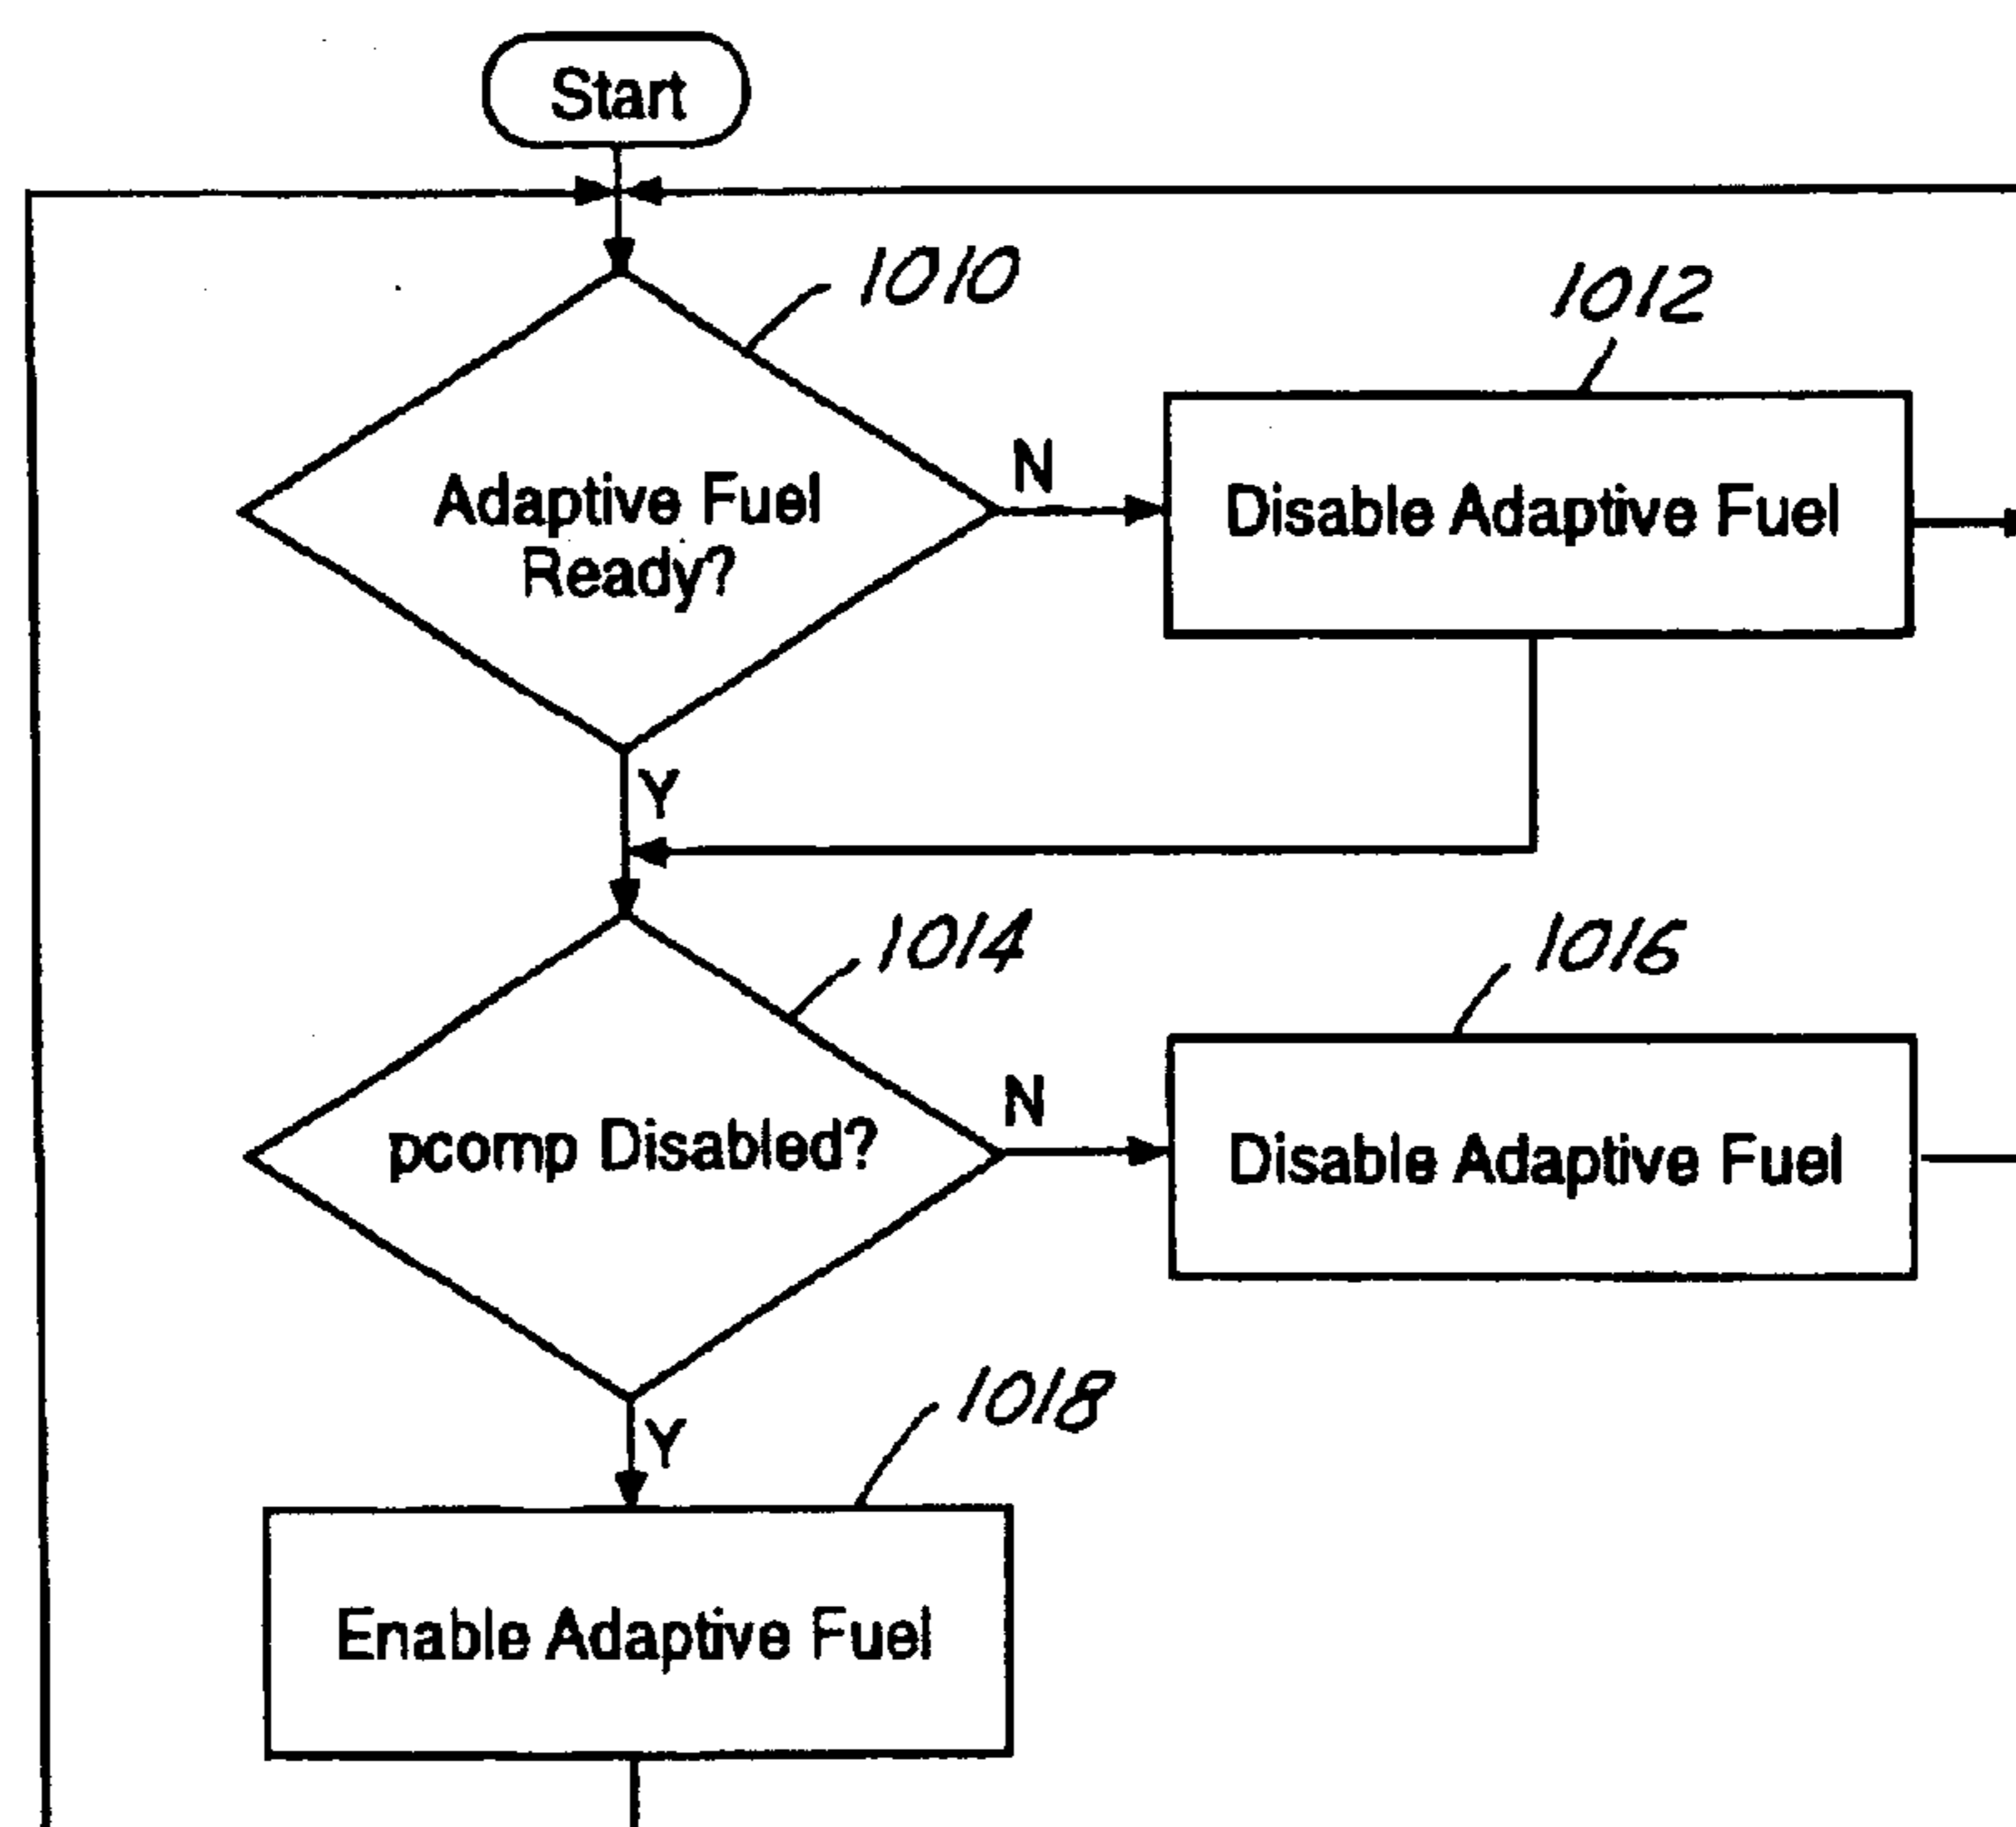 Start
1010
1012
Adaptive Fuel
Ready?
N
Disable Adaptive Fuel
Y
1014
1016
pcomp Disabled?
N
Disable Adaptive Fuel
Y
1018
Enable Adaptive Fuel